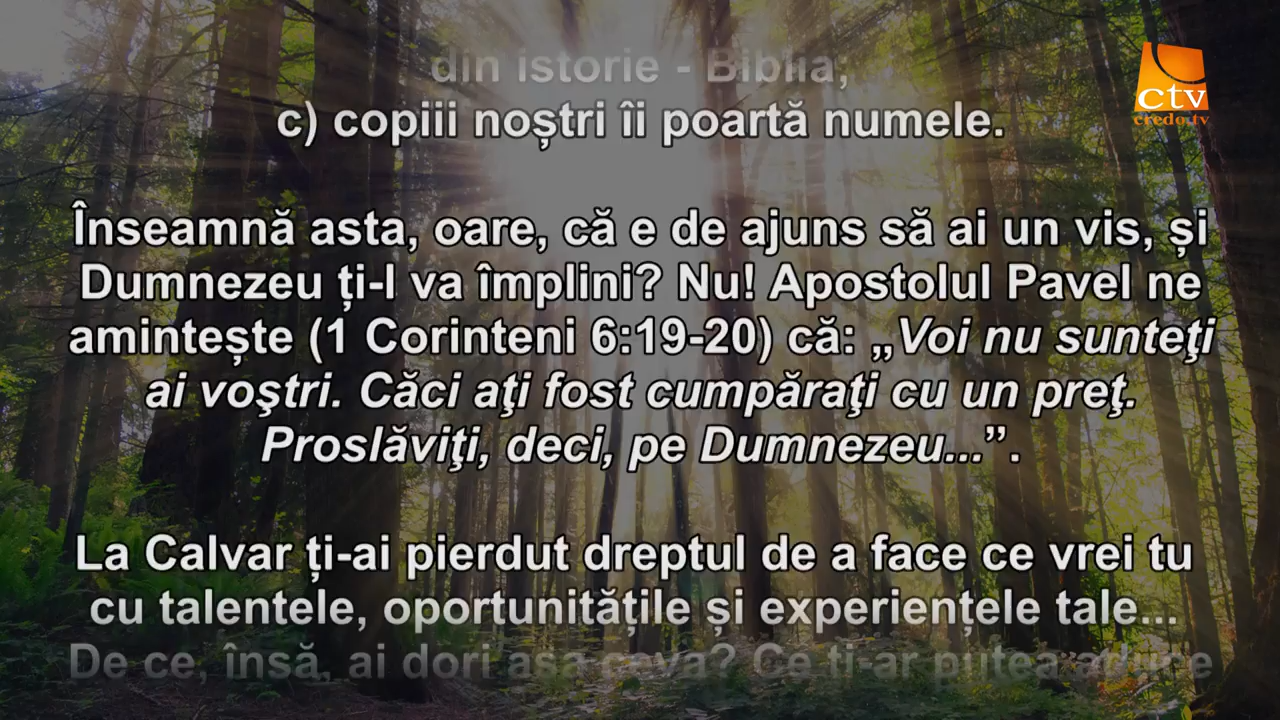 din istorie - Biblia;
c) copiii noștri îi poartă numele.
Înseamnă asta, oare, că e de ajuns să ai un vis, și
Dumnezeu ți-l va împlini? Nu! Apostolul Pavel ne
amintește (1 Corinteni 6:19-20) că: „Voi nu sunteţi
ai voştri. Căci aţi fost cumpăraţi cu un preţ.
Proslăviţi, deci, pe Dumnezeu...”.
La Calvar ți-ai pierdut dreptul de a face ce vrei tu
cu talentele, oportunitățile și experiențele tale...
De ce, însă, ai dori așa ceva? Ce ți-ar putea aduce
ctv
credo.tv